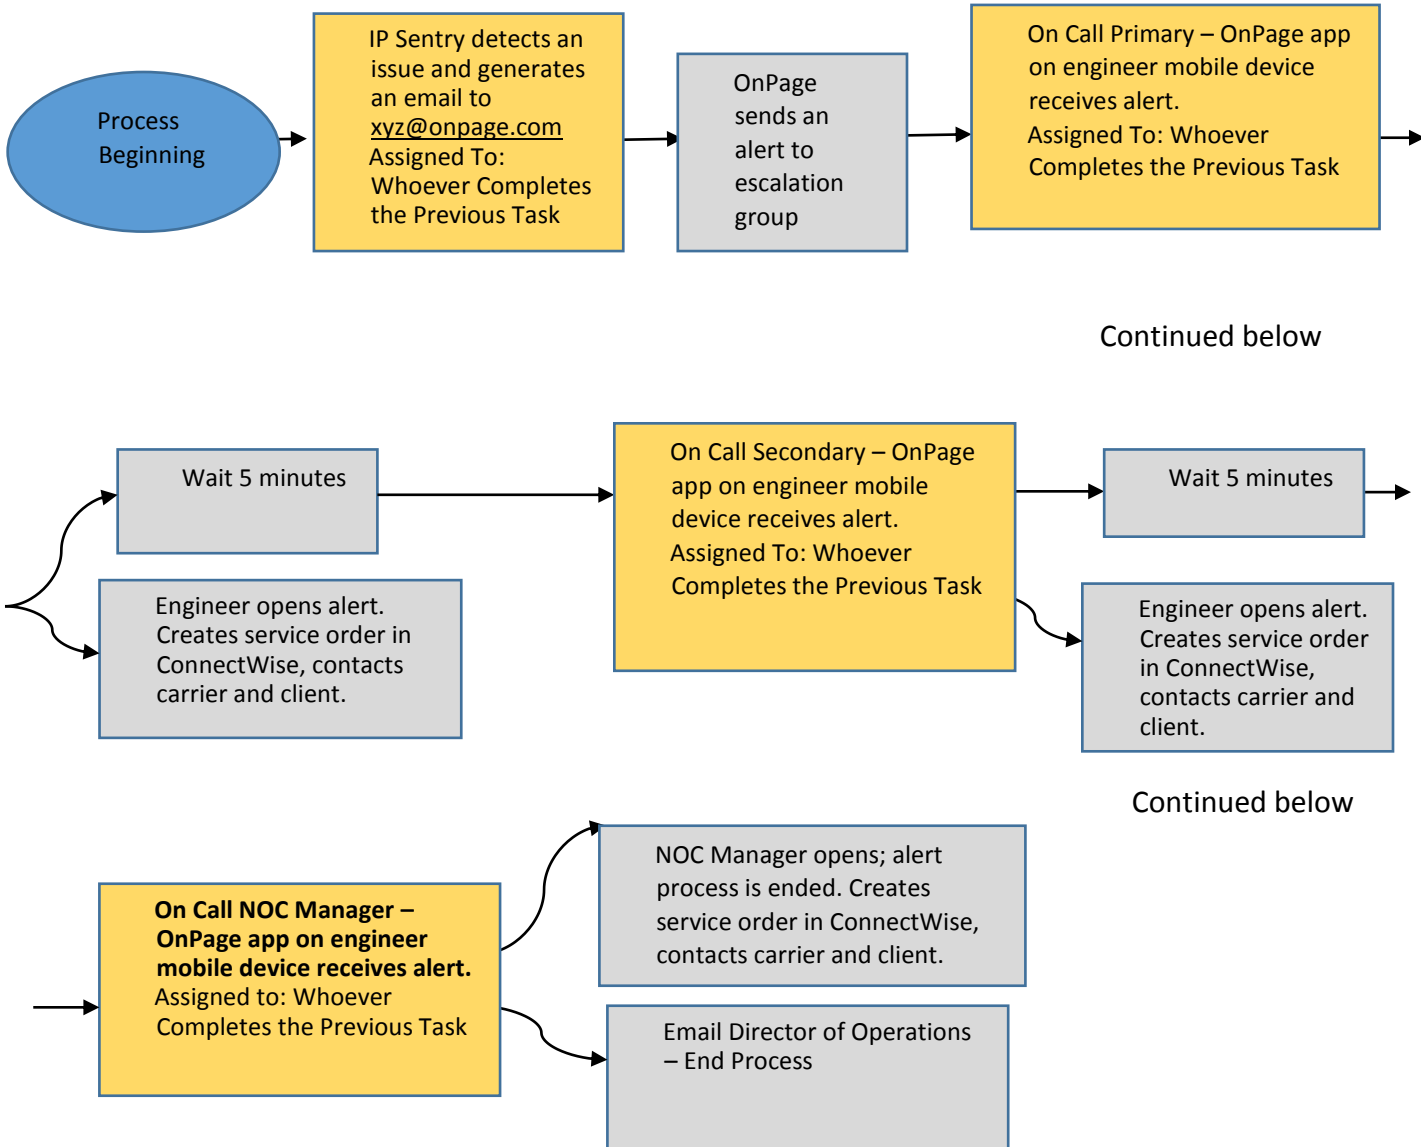 Process
Beginning
IP Sentry detects an
issue and generates
an email to
xyz@onpage.com
Assigned To:
Whoever Completes
the Previous Task
OnPage
sends an
alert to
escalation
group
On Call Primary – OnPage app
on engineer mobile device
receives alert.
Assigned To: Whoever
Completes the Previous Task
Continued below
Wait 5 minutes
Engineer opens alert.
Creates service order in
ConnectWise, contacts
carrier and client.
On Call Secondary – OnPage
app on engineer mobile
device receives alert.
Assigned To: Whoever
Completes the Previous Task
Wait 5 minutes
Engineer opens alert.
Creates service order
in ConnectWise,
contacts carrier and
client.
Continued below
On Call NOC Manager –
OnPage app on engineer
mobile device receives alert.
Assigned to: Whoever
Completes the Previous Task
NOC Manager opens; alert
process is ended. Creates
service order in ConnectWise,
contacts carrier and client.
Email Director of Operations
– End Process